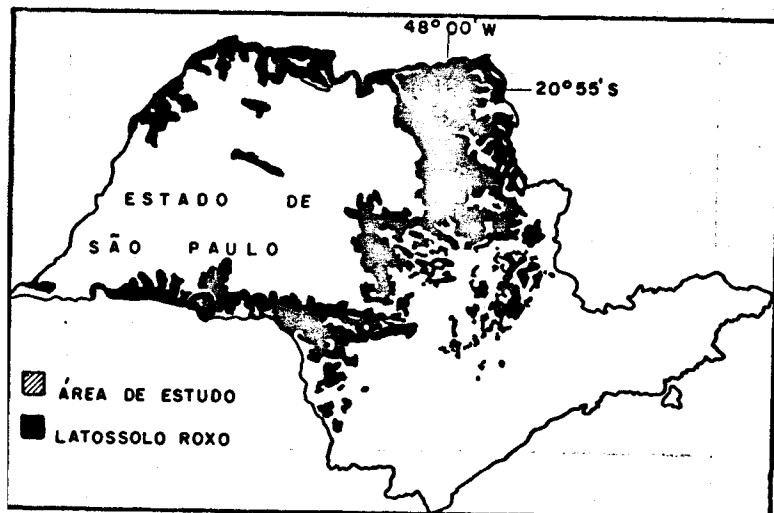 48°00'W
20°55'S
ESTADO DE
SÃO PAULO
ÁREA DE ESTUDO
LATOSSOLO ROXO